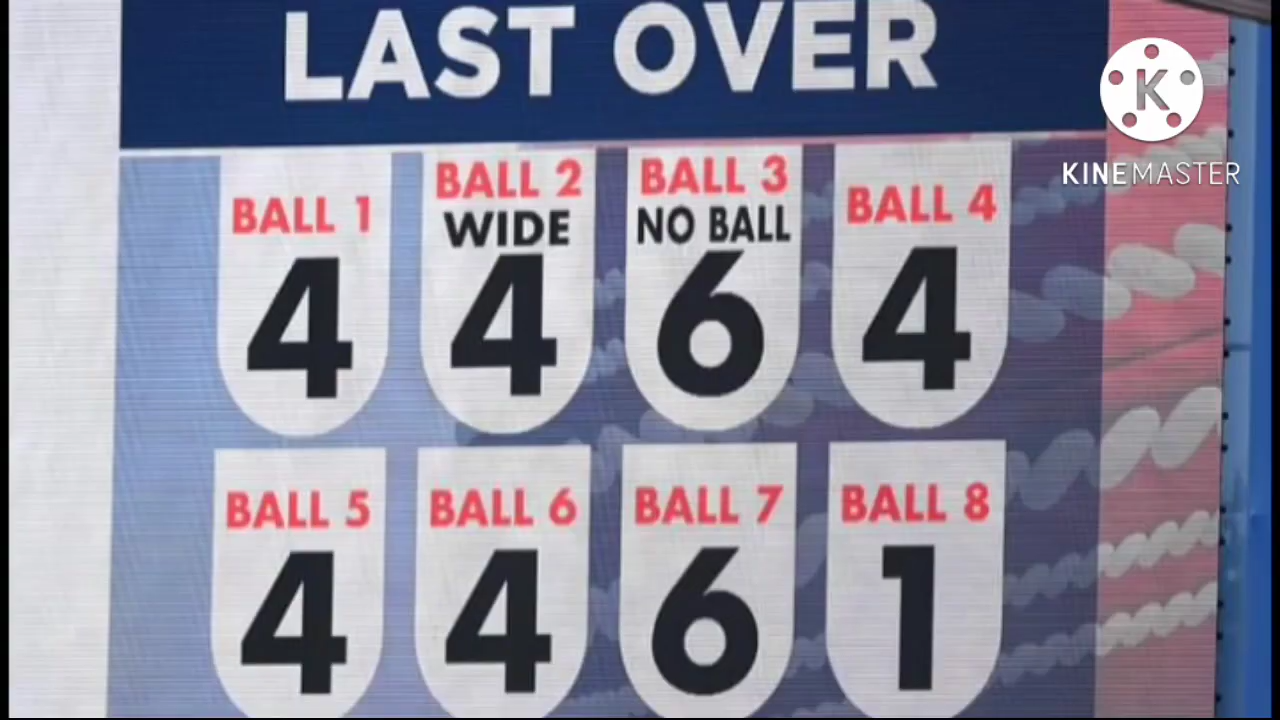 LAST OVER
BALL 1
4
BALL 2
WIDE
4
BALL 3
NO BALL
6
BALL 4
4
BALL 5
4
BALL 6
4
BALL 7
6
BALL 8
1
K
KINEMASTER